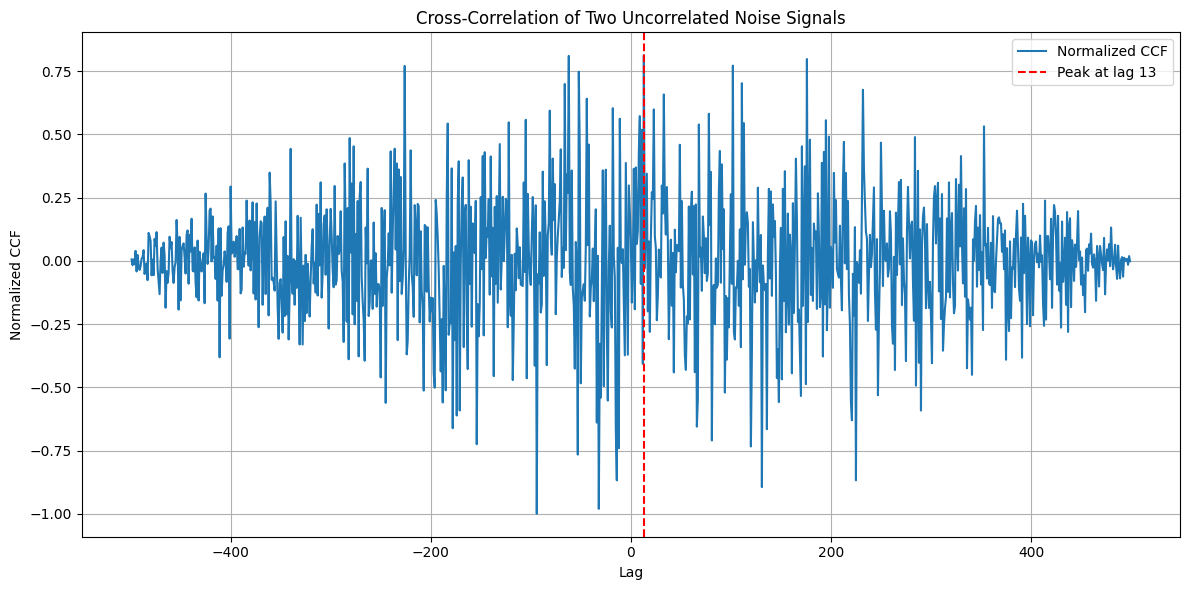 Cross-Correlation of Two Uncorrelated Noise Signals
Normalized CCF
Peak at lag 13
Normalized CCF
0.75
0.50
0.25
0.00
−0.25
−0.50
−0.75
−1.00
−400
−200
0
200
400
Lag